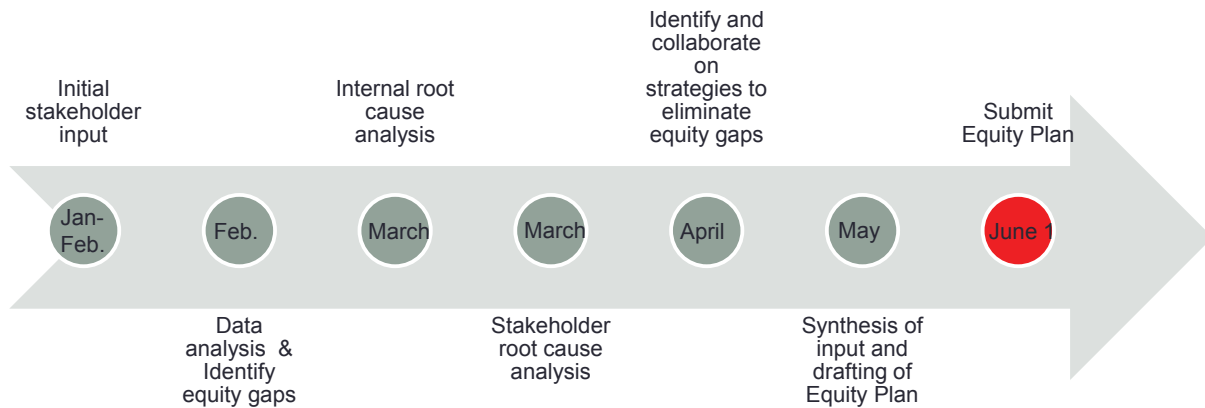 Initial
stakeholder
input
Internal root
cause
analysis
Identify and
collaborate
on
strategies to
eliminate
equity gaps
Submit
Equity Plan
Jan-
Feb.
Feb.
March
March
April
May
June 1
Data
analysis & 
Identify
equity gaps
Stakeholder
root cause
analysis
Synthesis of
input and
drafting of
Equity Plan